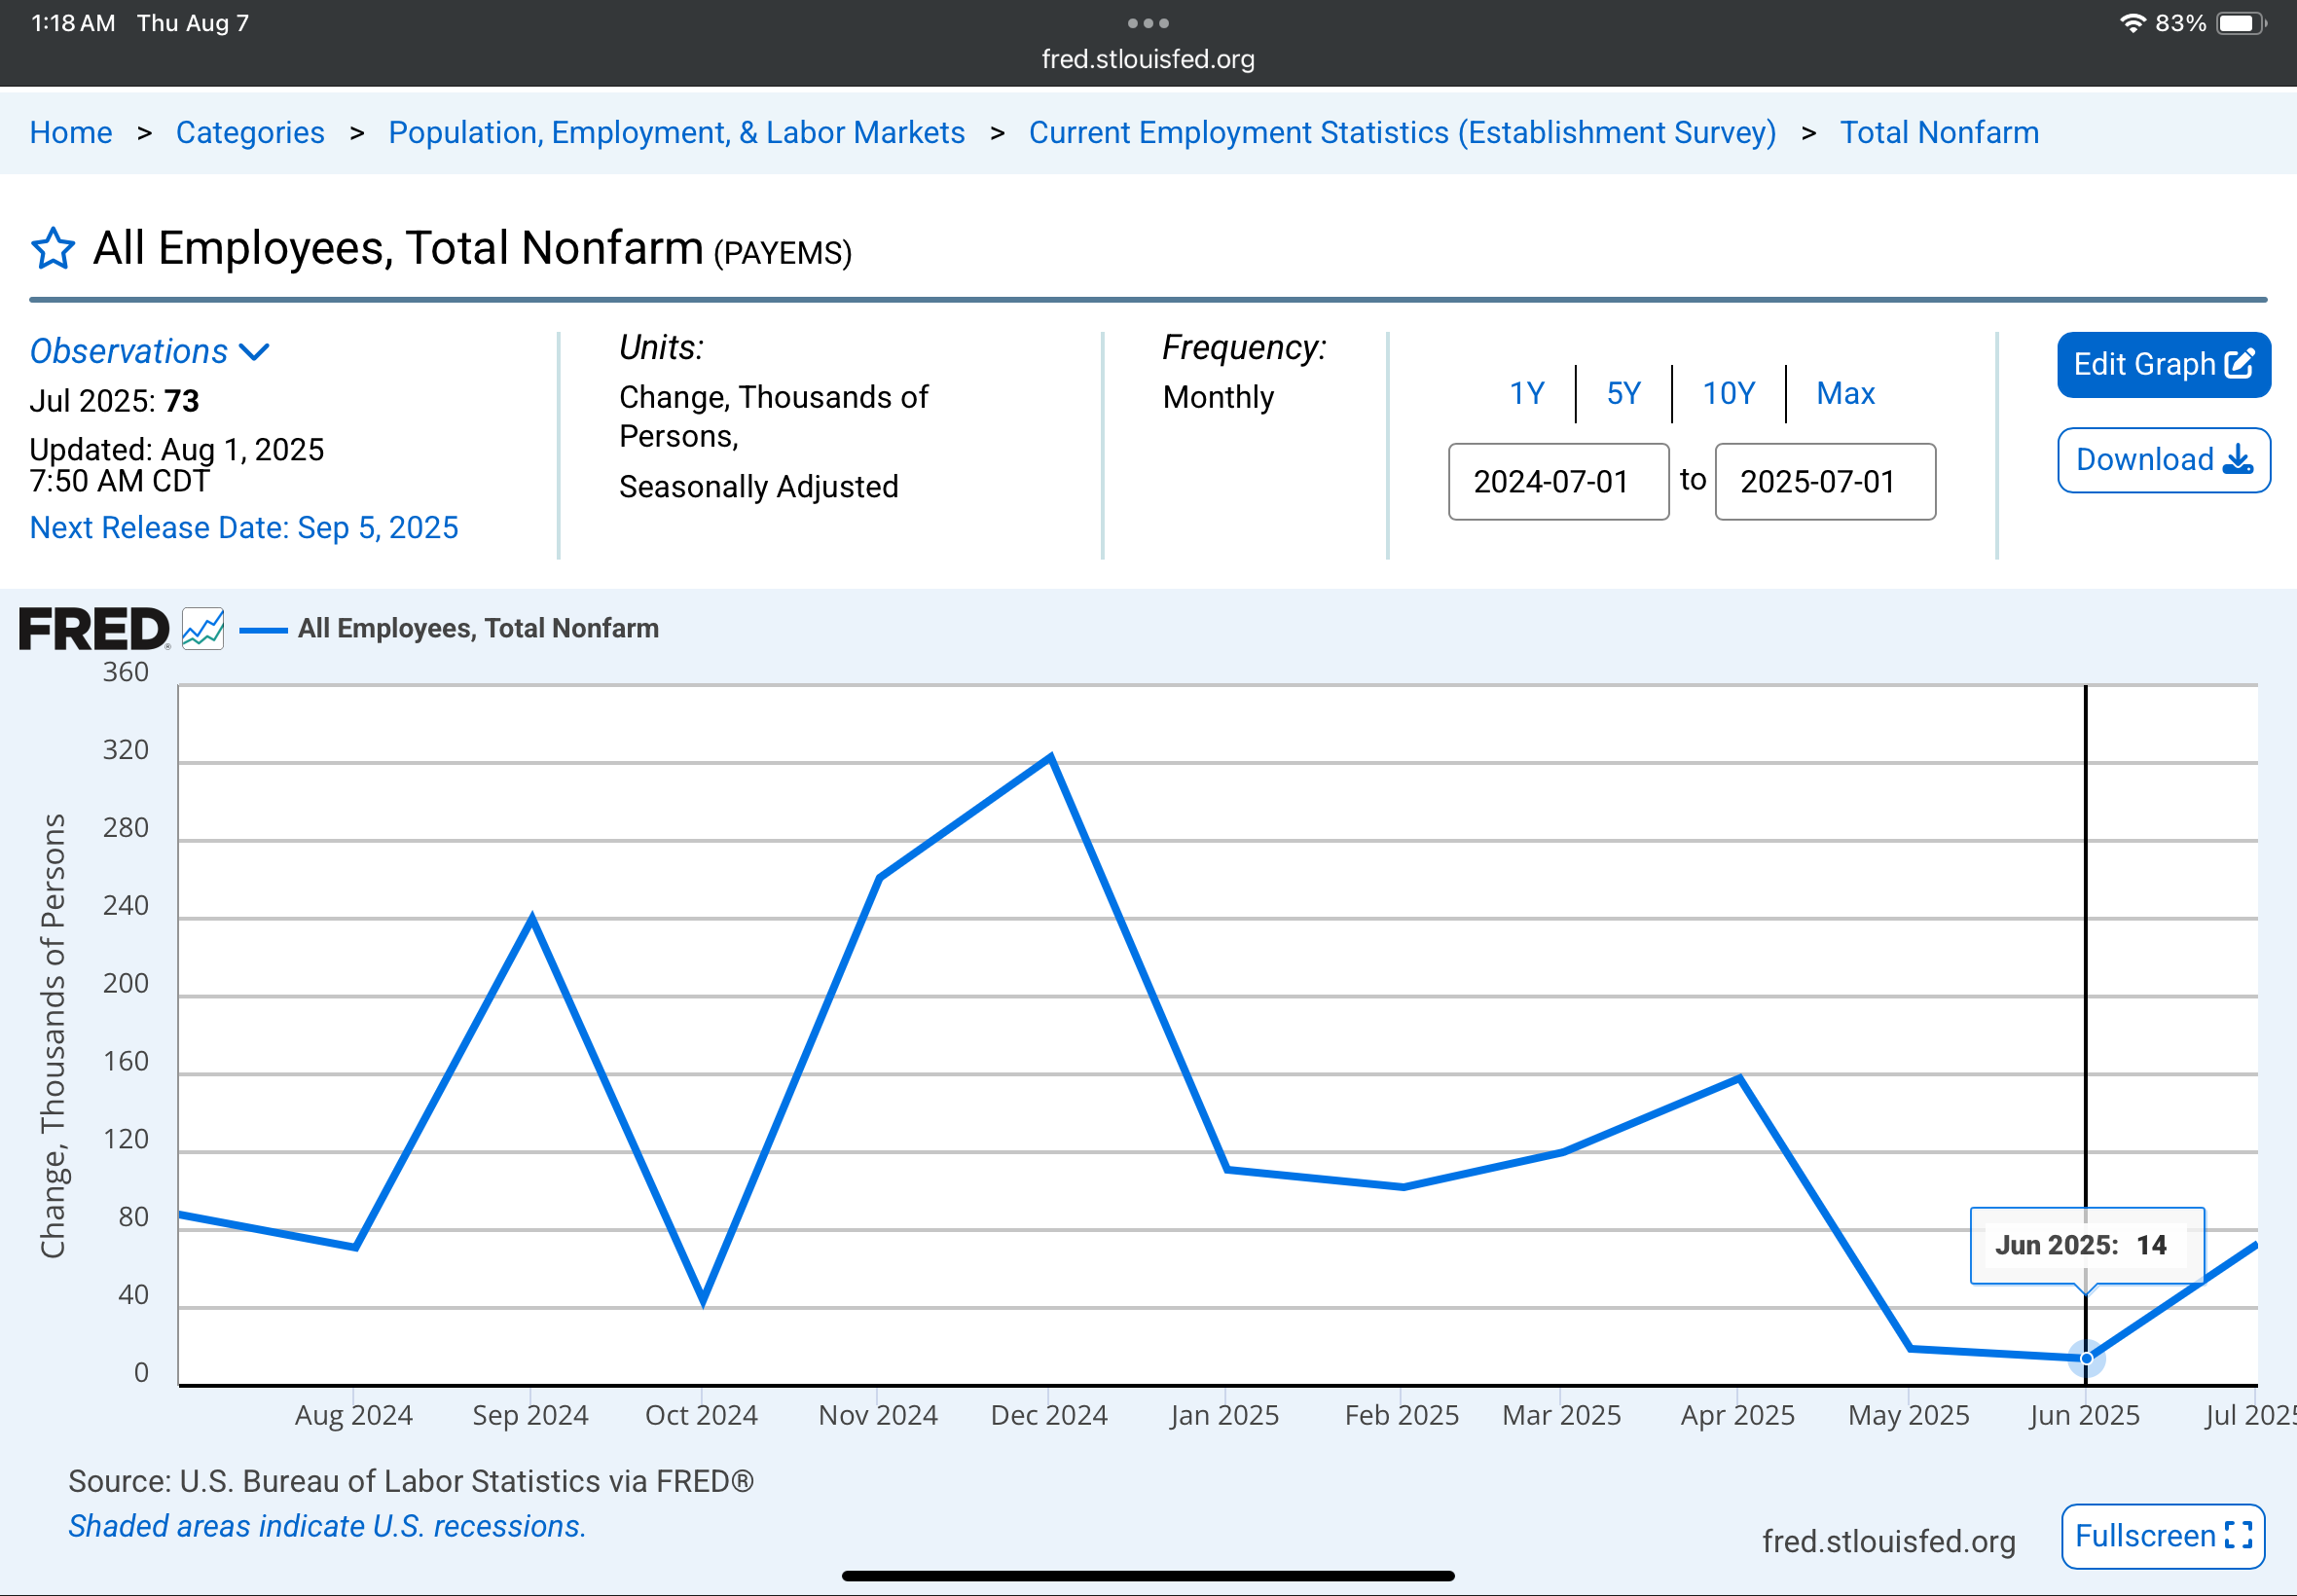 1:18 AM Thu Aug 7
83%
fred.stlouisfed.org
Home > Categories > Population, Employment, & Labor Markets > Current Employment Statistics (Establishment Survey) > Total Nonfarm
All Employees, Total Nonfarm (PAYEMS)
Observations
Jul 2025: 73
Updated: Aug 1, 2025
7:50 AM CDT
Next Release Date: Sep 5, 2025
Units:
Change, Thousands of
Persons,
Seasonally Adjusted
Frequency:
Monthly
1Y | 5Y | 10Y | Max
2024-07-01 to 2025-07-01
Edit Graph
Download
FRED® All Employees, Total Nonfarm
Change, Thousands of Persons
360
320
280
240
200
160
120
80
40
0
Jun 2025: 14
Aug 2024 Sep 2024 Oct 2024 Nov 2024 Dec 2024 Jan 2025 Feb 2025 Mar 2025 Apr 2025 May 2025 Jun 2025 Jul 2025
Source: U.S. Bureau of Labor Statistics via FRED®
Shaded areas indicate U.S. recessions.
fred.stlouisfed.org
Fullscreen